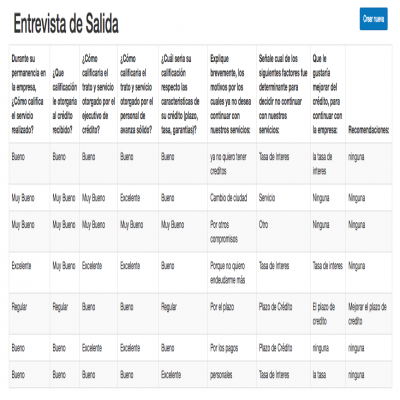 Entrevista de Salida
Crear nueva
Durante su
permanencia en
la empresa,
¿Cómo califica
el servicio
realizado?
¿Que
calificación
le otorgaria
al crédito
recibido?
¿Cómo
calificaria el
trato y servicio
otorgado por el
ejecutivo de
crédito?
¿Cómo
calificaria el
trato y servicio
otorgado por el
personal de
avanza sólido?
¿Cuál seria su
calificación
respecto las
caracteristicas de
su crédito (plazo,
tasa, garantias)?
Explique
brevemente, los
motivos por los
cuales ya no desea
continuar con
nuestros servicios:
Señale cual de los
siguientes factores fue
determinante para
decidir no continuar
con nuestros
servicios:
Que le
gustaría
mejorar del
crédito, para
continuar con
la empresa:
Recomendaciones:
Bueno Bueno Bueno Bueno Bueno ya no quiero tener Tasa de Interes la tasa de ninguna
creditos interes
Muy Bueno Muy Bueno Muy Bueno Excelente Bueno Cambio de ciudad Servicio Ninguna Ninguna
Muy Bueno Muy Bueno Muy Bueno Muy Bueno Muy Bueno Por otros Otro Ninguna Ninguna
compromisos
Excelente Muy Bueno Excelente Excelente Bueno Porque no quiero Tasa de Interes Tasa de interes Ninguna
endeudarme más
Regular Regular Bueno Bueno Regular Por el plazo Plazo de Crédito El plazo de Mejorar el plazo de
credito credito
Bueno Bueno Excelente Excelente Bueno Por los pagos Plazo de Crédito ninguna ninguna
Bueno Bueno Bueno Bueno Excelente personales Tasa de Interes la tasa ninguna